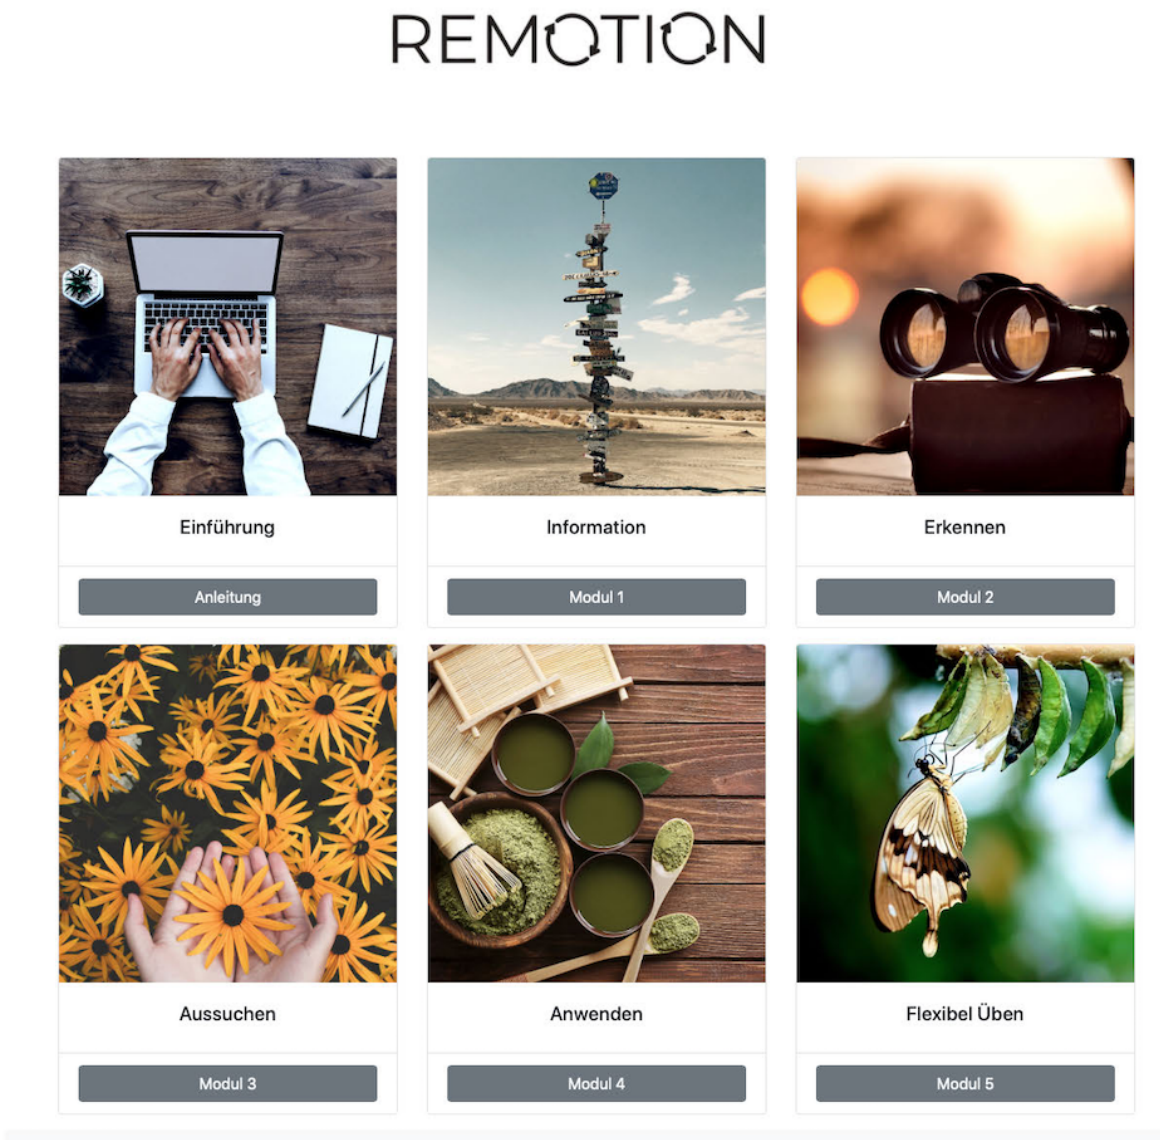 REMOTION
Einführung
Information
Erkennen
Anleitung
Modul 1
Modul 2
Aussuchen
Anwenden
Flexibel Üben
Modul 3
Modul 4
Modul 5